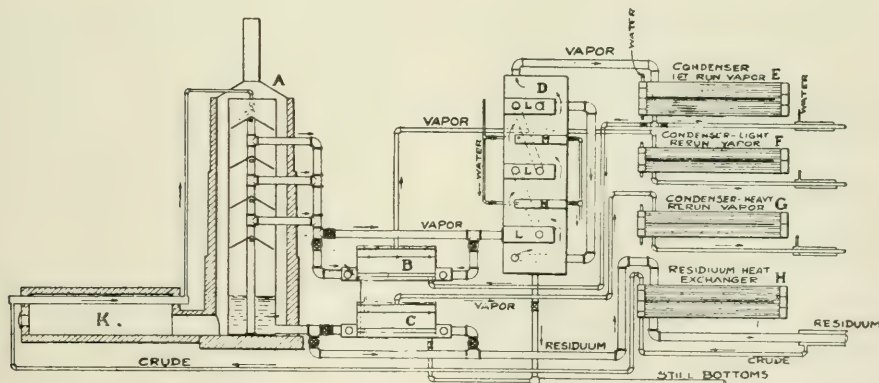 A
VAPOR
WATER
CONDENSER
1st RUN VAPOR
E
D
L
WATER
VAPOR
M
CONDENSER-LIGHT
RERUN VAPOR
F
WATER
L
M
CONDENSER-HEAVY
RERUN VAPOR
G
VAPOR
L
B
RESIDIUUM HEAT
EXCHANGER
H
VAPOR
K.
C
RESIDUUM
RESIDUUM
CRUDE
CRUDE
STILL BOTTOMS